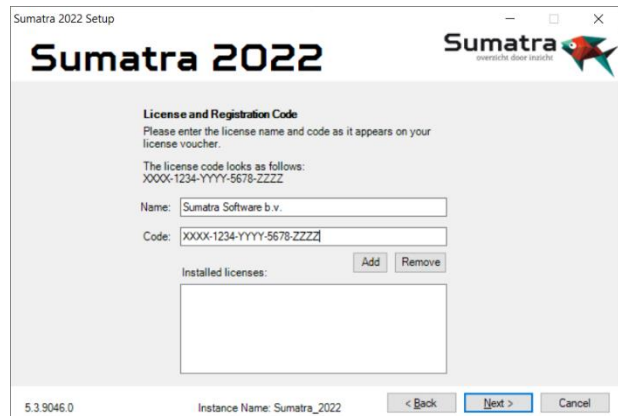 Sumatra 2022 Setup
Sumatra 2022
Sumatra
overzicht door inzicht
License and Registration Code
Please enter the license name and code as it appears on your
license voucher.
The license code looks as follows:
XXXX-1234-YYYY-5678-ZZZZ
Name: Sumatra Software b.v.
Code: XXXX-1234-YYYY-5678-ZZZZ
Add Remove
Installed licenses:
5.3.9046.0 Instance Name: Sumatra_2022 < Back Next > Cancel